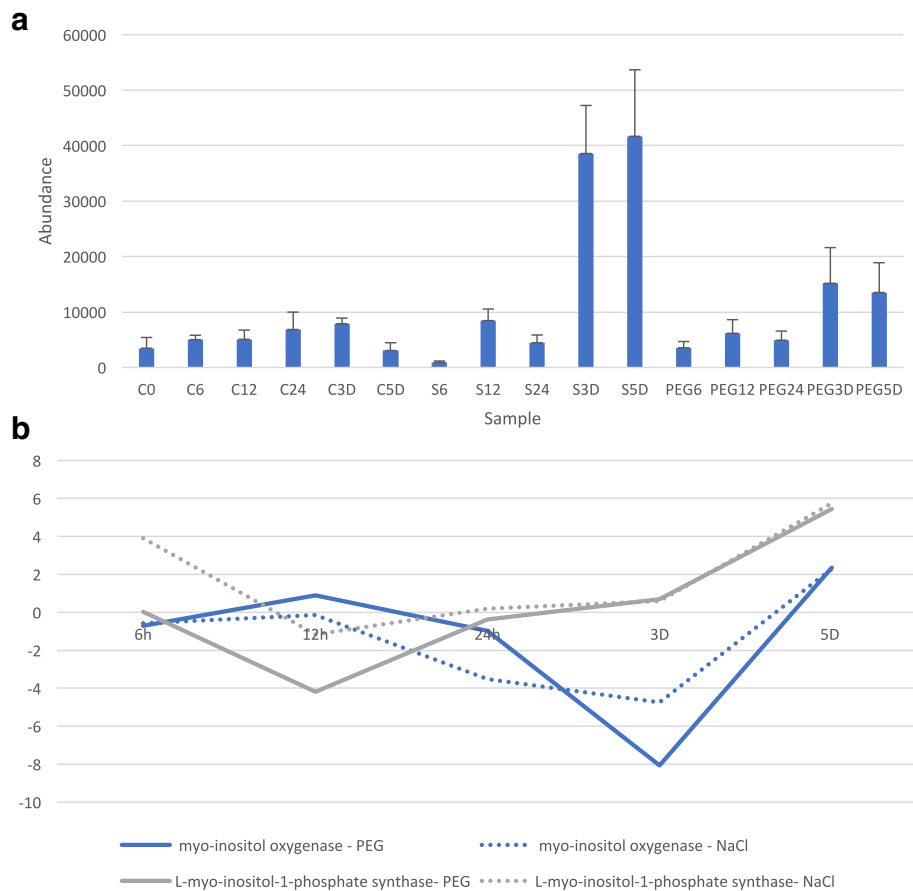 a
60000
50000
40000
30000
20000
10000
0
Abundance
C0 C6 C12 C24 C3D C5D S6 S12 S24 S3D S5D PEG6 PEG12 PEG24 PEG3D PEG5D
Sample
b
8
6
4
2
0
-2
-4
-6
-8
-10
6h 12h 24h 3D 5D
myo-inositol oxygenase - PEG myo-inositol oxygenase - NaCl
L-myo-inositol-1-phosphate synthase- PEG L-myo-inositol-1-phosphate synthase- NaCl